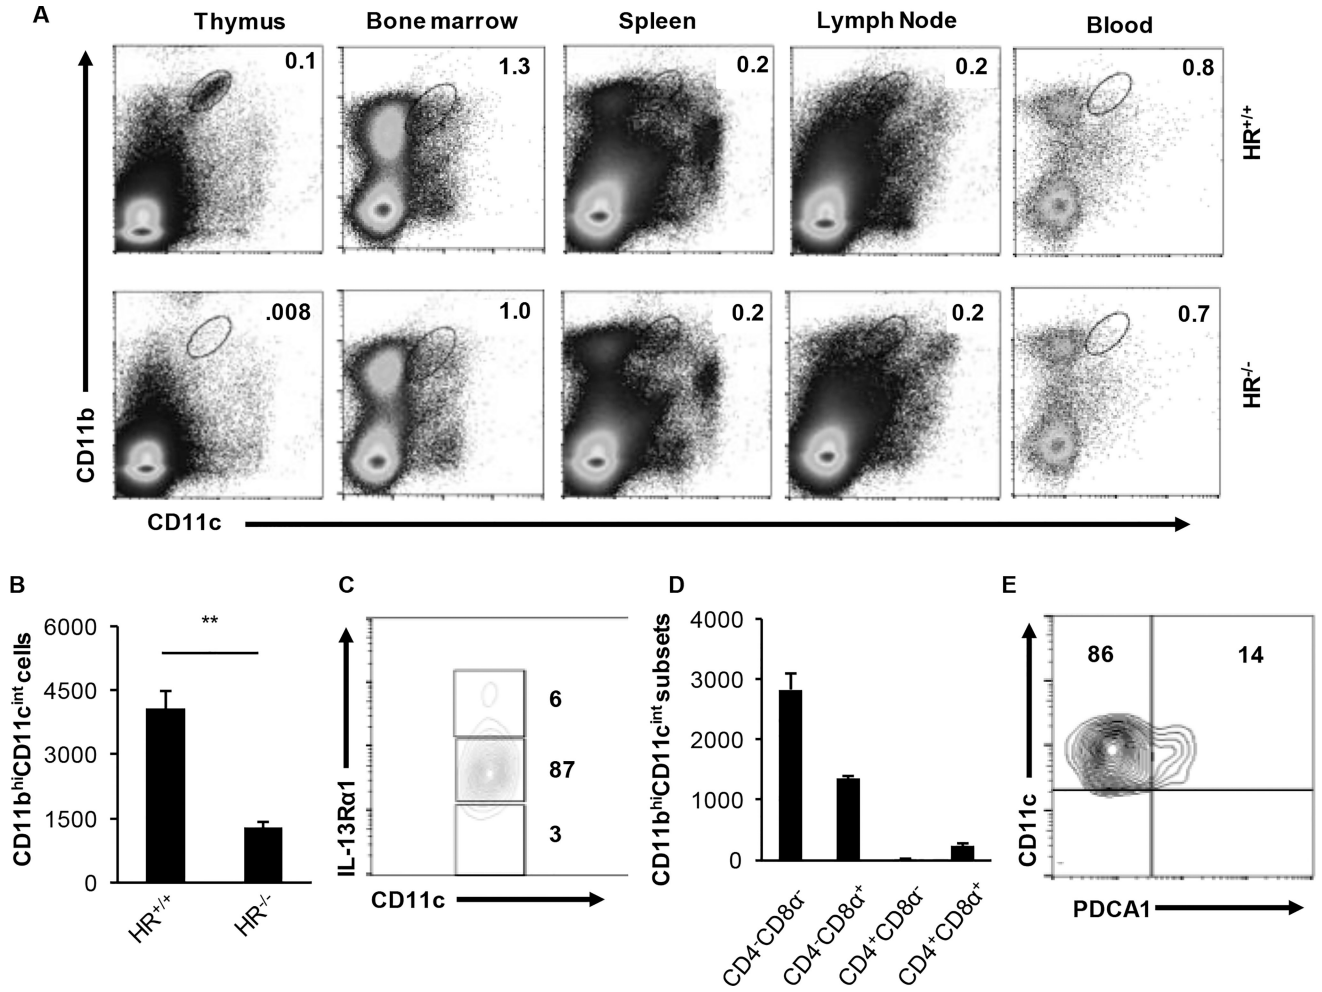 A
Thymus Bone marrow Spleen Lymph Node Blood
0.1 1.3 0.2 0.2 0.8
HR+/+
.008 1.0 0.2 0.2 0.7
HR-/-
CD11b
CD11c
B
CD11bhiCD11cint cells
6000
4500
3000
1500
0
**
HR+/+ HR-/-
C
IL-13Rα1
6
87
3
CD11c
D
CD11bhiCD11cint subsets
4000
3000
2000
1000
0
CD4-CD8α- CD4-CD8α+ CD4+CD8α- CD4+CD8α+
E
CD11c
86 14
PDCA1